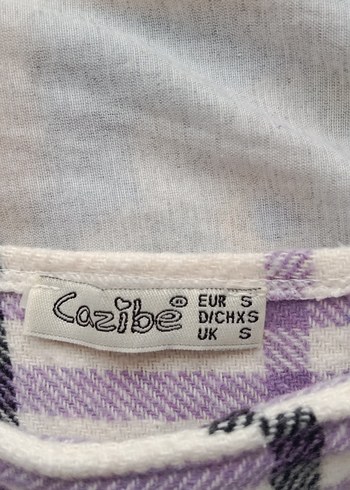 Cazibe®
EUR S
D/CH XS
UK S